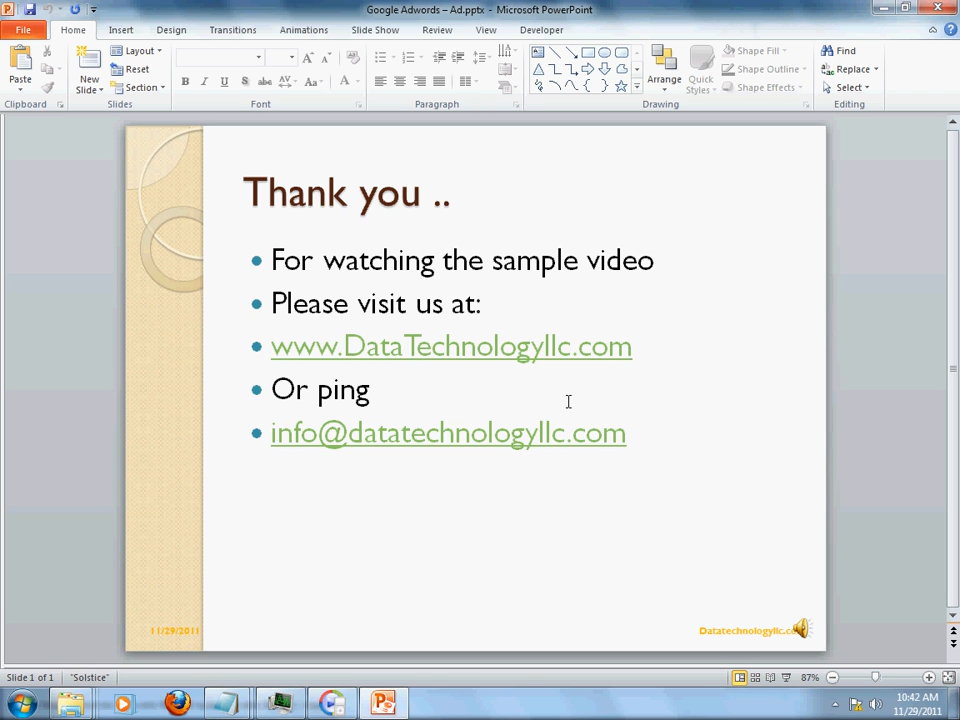 Google Adwords – Ad.pptx - Microsoft PowerPoint
File Home Insert Design Transitions Animations Slide Show Review View Developer
Paste
New Slide
Layout
Reset
Section
Arrange
Quick Styles
Shape Fill
Shape Outline
Shape Effects
Find
Replace
Select
Clipboard Slides Font Paragraph Drawing Editing
Thank you ..
For watching the sample video
Please visit us at:
www.DataTechnologyllc.com
Or ping
info@datatechnologyllc.com
11/29/2011
Datatechnologyllc.c
Slide 1 of 1 "Solstice" 87%
10:42 AM
11/29/2011